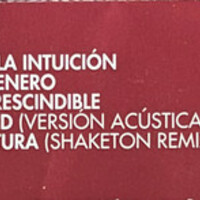 LA INTUICIÓN
ENERO
RESCINDIBLE
D (VERSIÓN ACÚSTICA
TURA (SHAKETON REMI